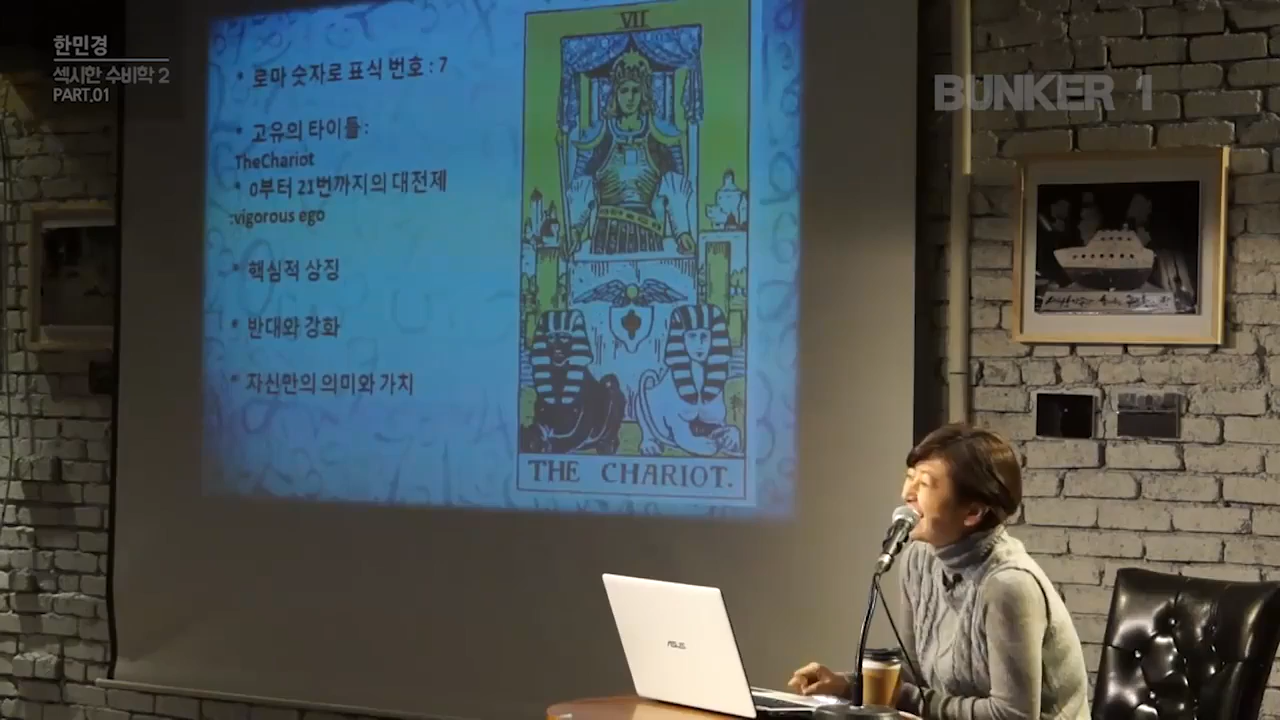 한민경
섹시한 수비학 2
PART.01
BUNKER 1
• 로마 숫자로 표식 번호 : 7
• 고유의 타이틀:
TheChariot
• 0부터 21번까지의 대전제
:vigorous ego
• 핵심적 상징
• 반대와 강화
• 자신만의 의미와 가치
VII
THE CHARIOT.
ASUS